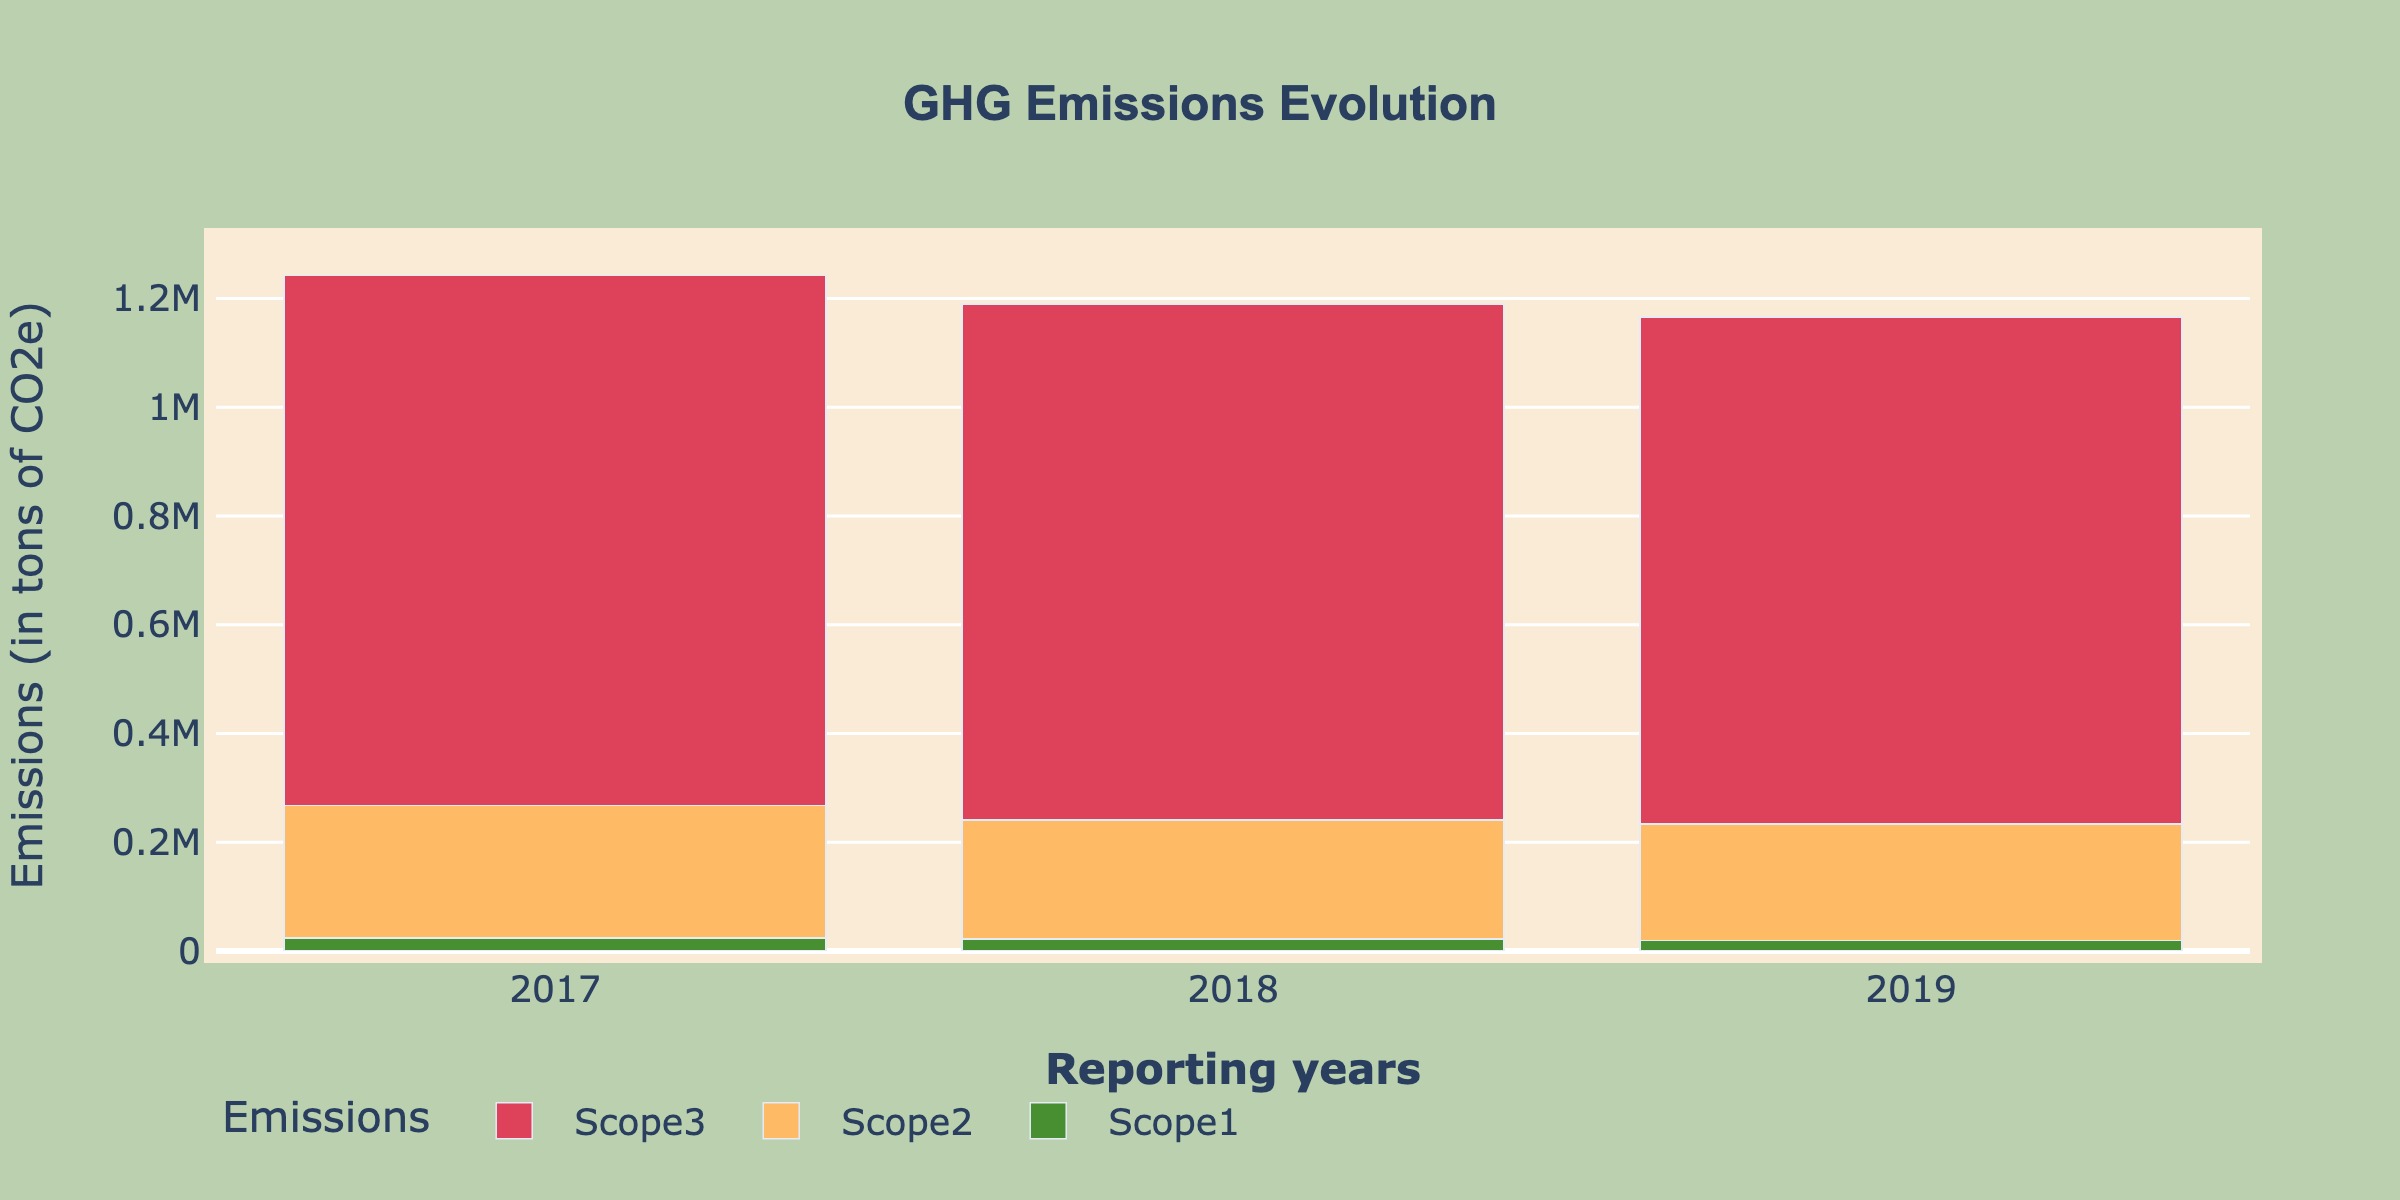 GHG Emissions Evolution
Emissions (in tons of CO2e)
1.2M
1M
0.8M
0.6M
0.4M
0.2M
0
2017 2018 2019
Reporting years
Emissions Scope3 Scope2 Scope1